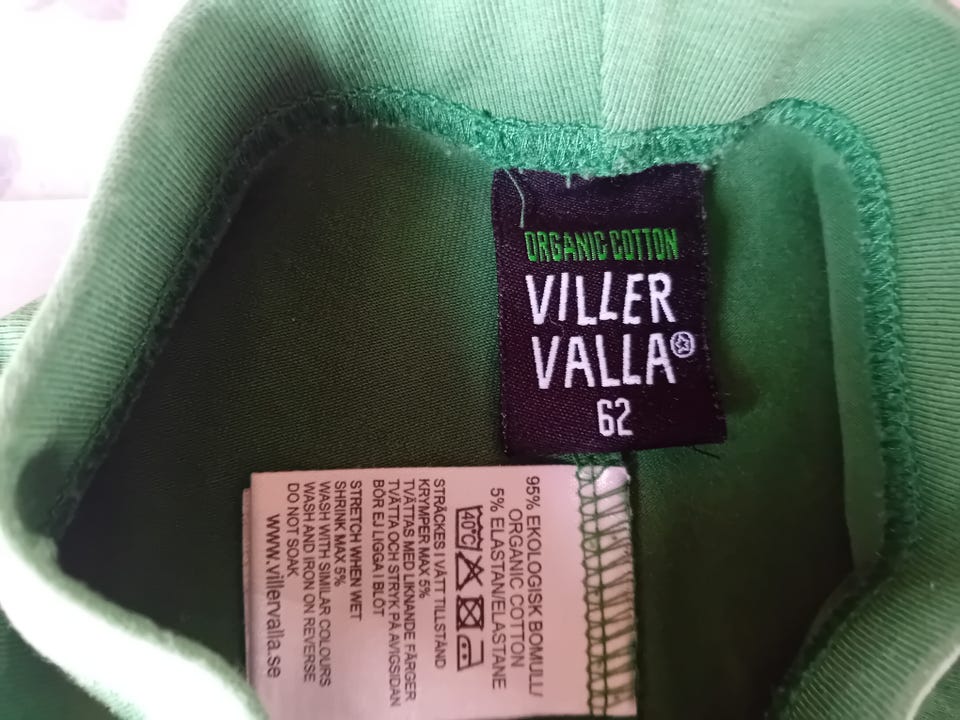 ORGANIC COTTON
VILLER
VALLA
62
95% EKOLOGISK BOMULL/
ORGANIC COTTON
5% ELASTAN/ELASTANE
40°C
STRÄCKES I VÅTT TILLSTÅND
KRYMPER MAX 5%
TVÄTTAS MED LIKNANDE FÄRGER
TVÄTTA OCH STRYK PÅ AVIGSIDAN
BÖR EJ LIGGA I BLÖT
STRETCH WHEN WET
SHRINK MAX 5%
WASH WITH SIMILAR COLOURS
WASH AND IRON ON REVERSE
DO NOT SOAK
www.villervalla.se